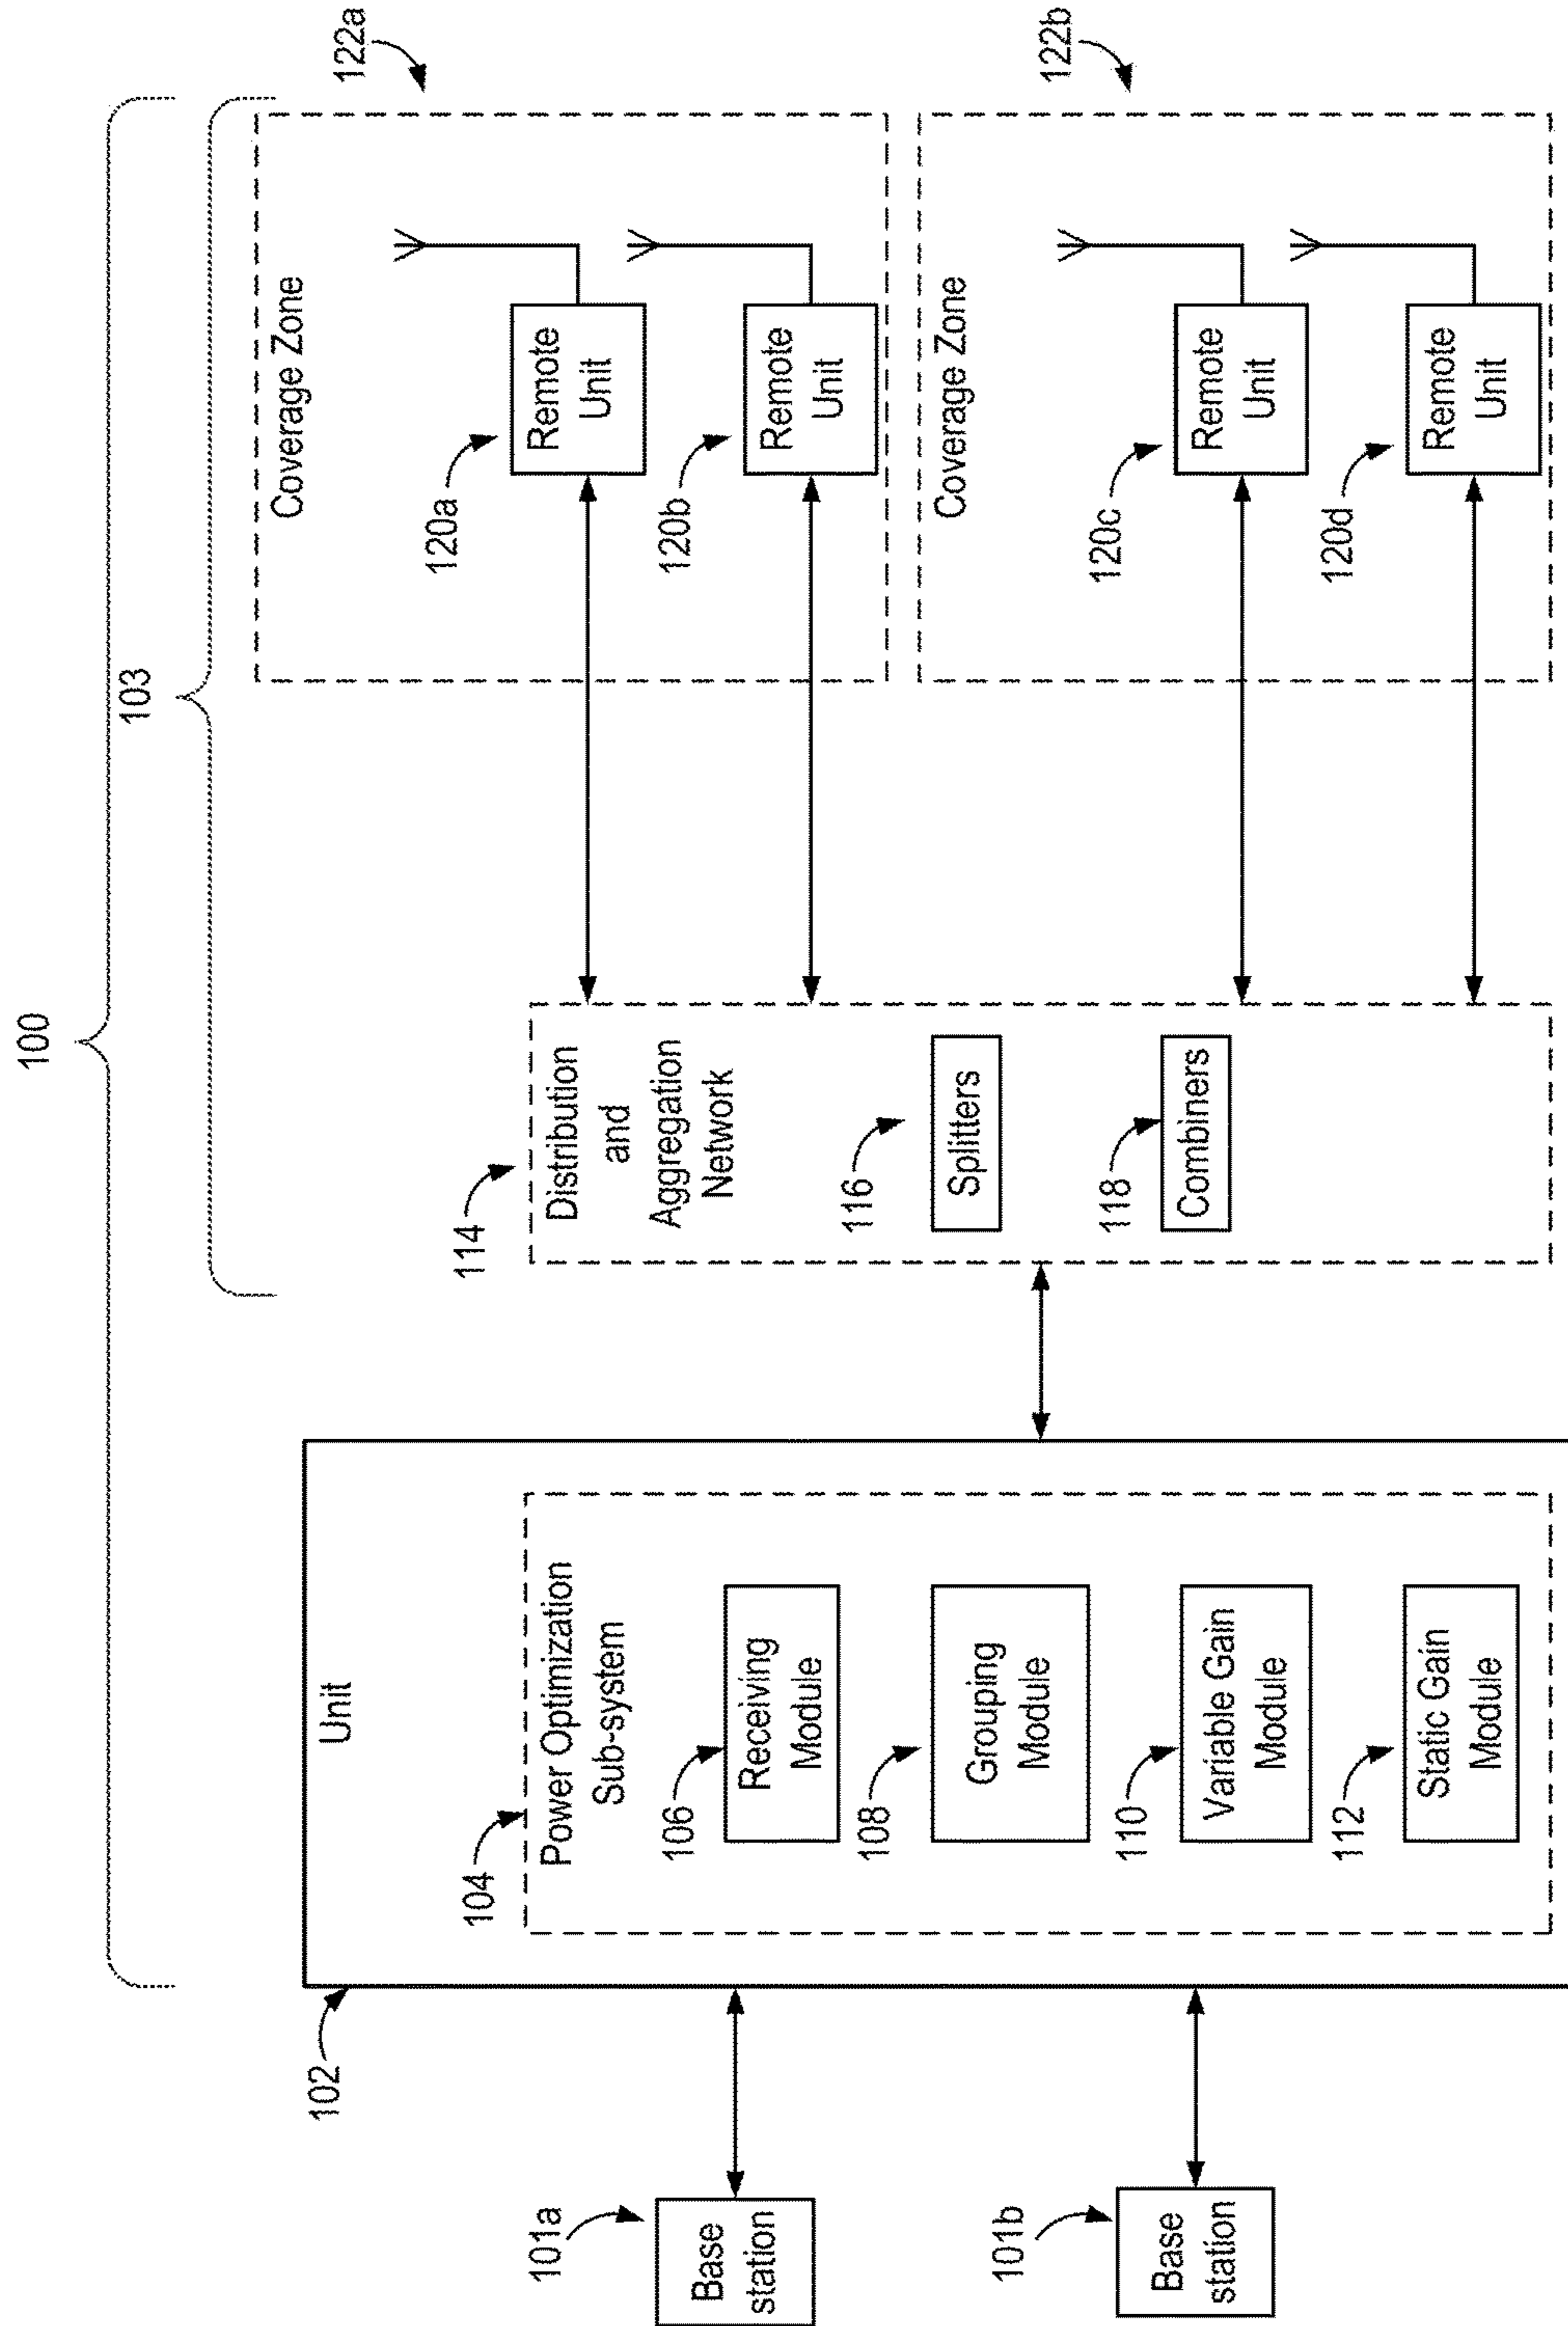 100
103
122a
Coverage Zone
120a
Remote
Unit
120b
Remote
Unit
122b
Coverage Zone
120c
Remote
Unit
120d
Remote
Unit
114
Distribution
and
Aggregation
Network
116
Splitters
118
Combiners
102
Unit
104
Power Optimization
Sub-system
106
Receiving
Module
108
Grouping
Module
110
Variable Gain
Module
112
Static Gain
Module
101a
Base
station
101b
Base
station